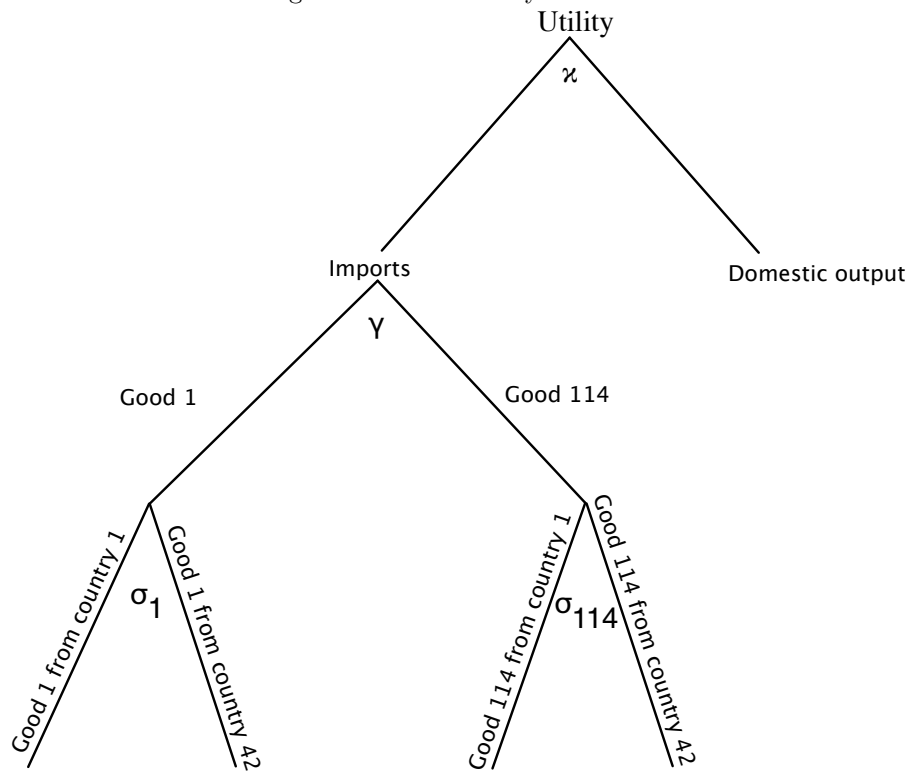 Utility
ϰ
Imports
Domestic output
γ
Good 1
Good 114
Good 1 from country 1
σ1
Good 1 from country 42
Good 114 from country 1
σ114
Good 114 from country 42